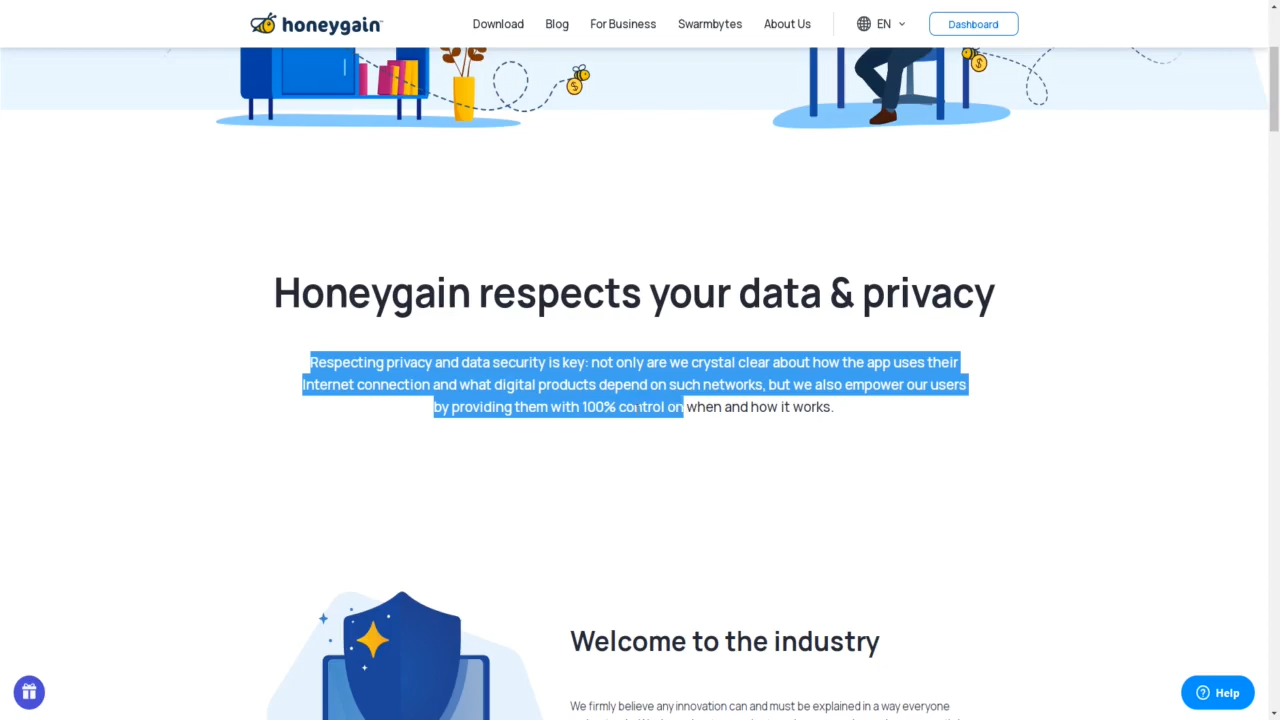 honeygain
Download Blog For Business Swarmbytes About Us EN Dashboard
Honeygain respects your data & privacy
Respecting privacy and data security is key: not only are we crystal clear about how the app uses their
Internet connection and what digital products depend on such networks, but we also empower our users
by providing them with 100% control on when and how it works.
Welcome to the industry
We firmly believe any innovation can and must be explained in a way everyone
Help